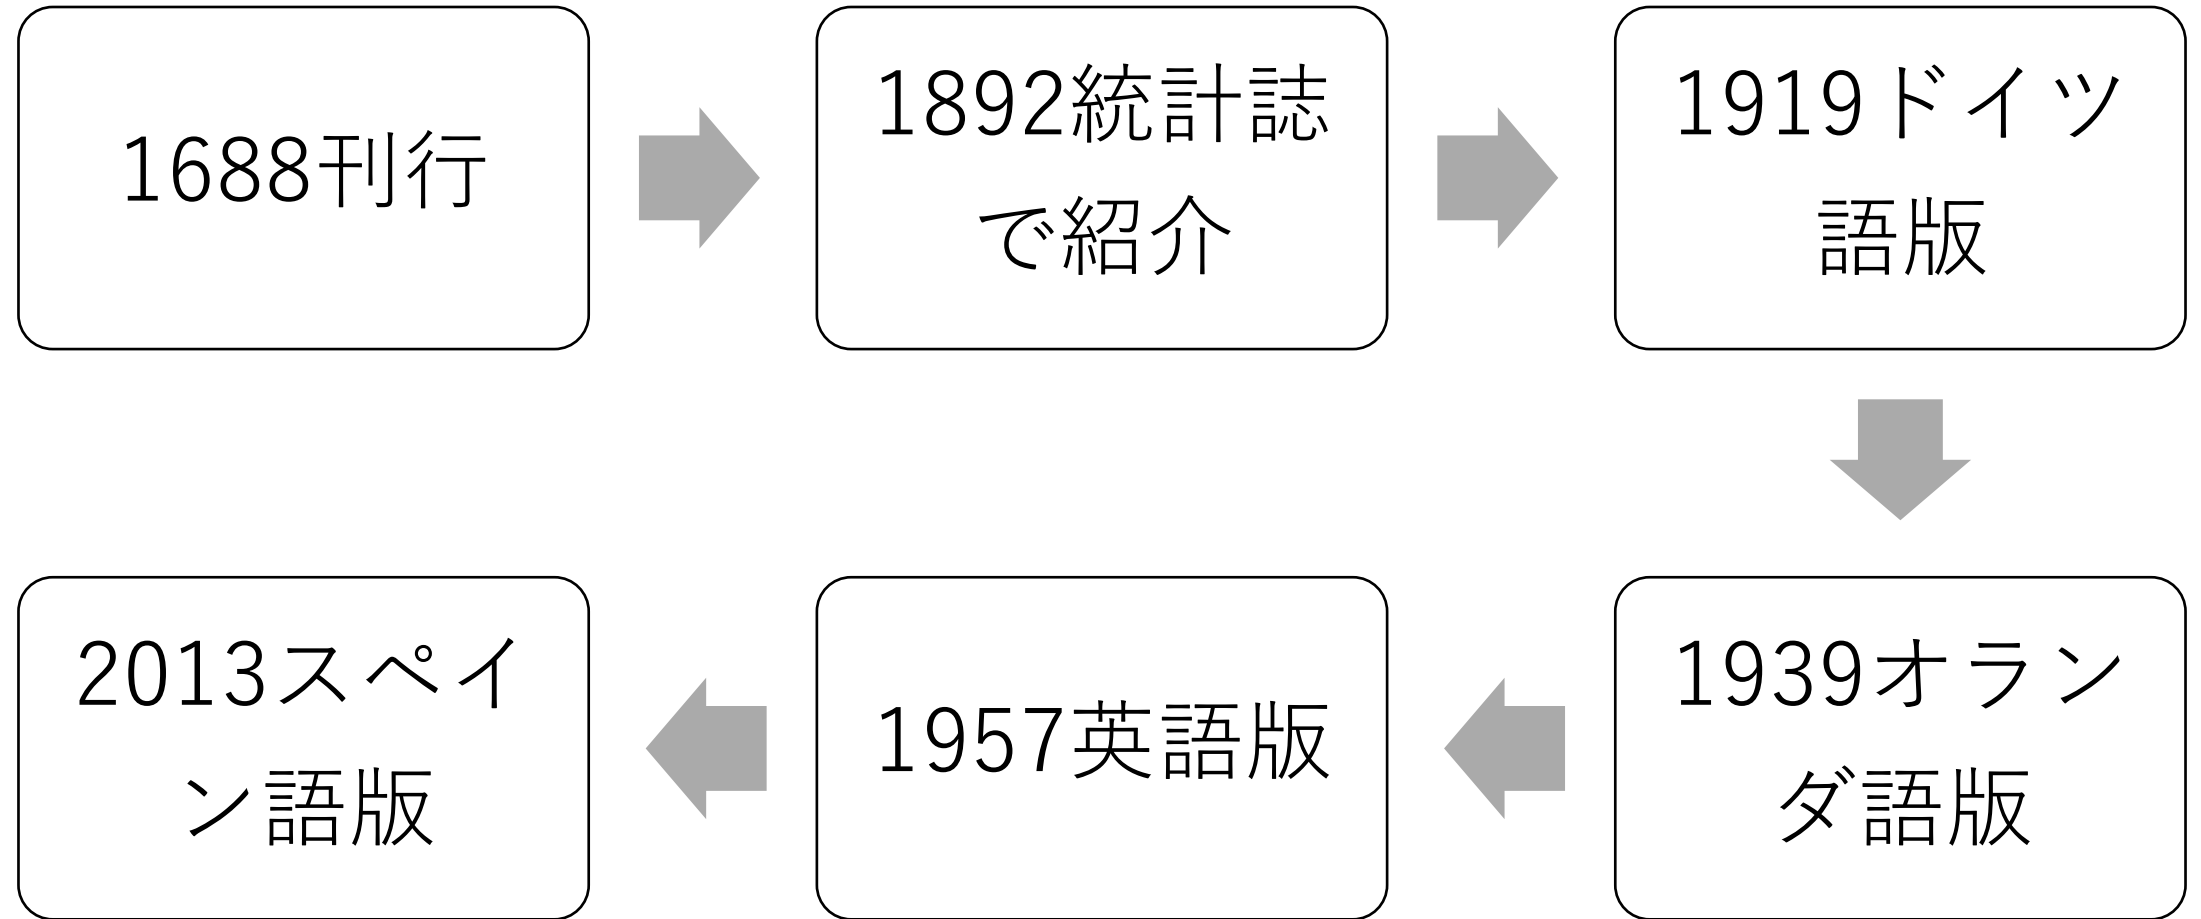 1688刊行
1892統計誌
で紹介
1919ドイツ
語版
1939オラン
ダ語版
1957英語版
2013スペイ
ン語版